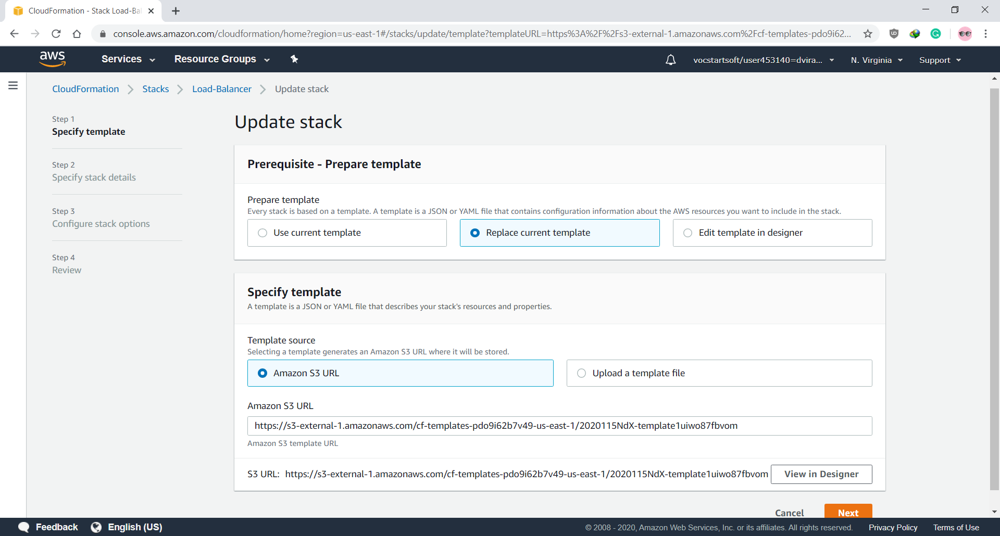 CloudFormation - Stack Load-Ba
console.aws.amazon.com/cloudformation/home?region=us-east-1#/stacks/update/template?templateURL=https%3A%2F%2Fs3-external-1.amazonaws.com%2Fcf-templates-pdo9i62...
aws Services Resource Groups vocstartsoft/user453140=dvira... N. Virginia Support
CloudFormation Stacks Load-Balancer Update stack
Step 1
Specify template
Step 2
Specify stack details
Step 3
Configure stack options
Step 4
Review
Update stack
Prerequisite - Prepare template
Prepare template
Every stack is based on a template. A template is a JSON or YAML file that contains configuration information about the AWS resources you want to include in the stack.
Use current template Replace current template Edit template in designer
Specify template
A template is a JSON or YAML file that describes your stack's resources and properties.
Template source
Selecting a template generates an Amazon S3 URL where it will be stored.
Amazon S3 URL Upload a template file
Amazon S3 URL
https://s3-external-1.amazonaws.com/cf-templates-pdo9i62b7v49-us-east-1/2020115NdX-template1uiwo87fbvom
Amazon S3 template URL
S3 URL: https://s3-external-1.amazonaws.com/cf-templates-pdo9i62b7v49-us-east-1/2020115NdX-template1uiwo87fbvom View in Designer
Cancel Next
Feedback English (US) © 2008 - 2020, Amazon Web Services, Inc. or its affiliates. All rights reserved. Privacy Policy Terms of Use